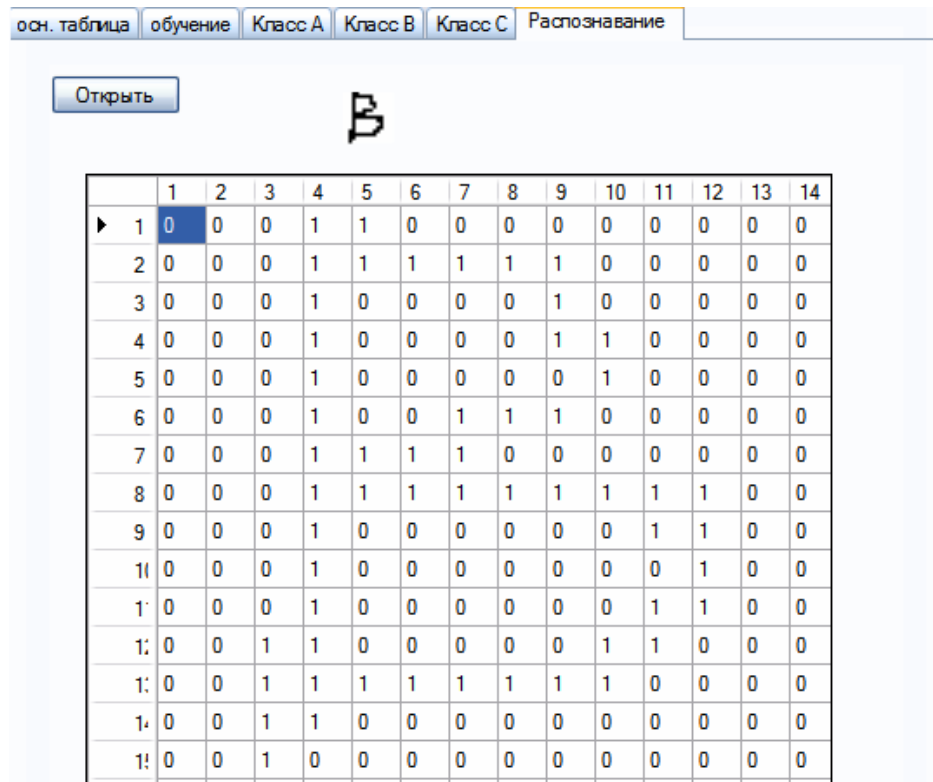 осн. таблица обучение Класс A Класс B Класс C Распознавание
Открыть
B
1 2 3 4 5 6 7 8 9 10 11 12 13 14
1 0 0 0 1 1 0 0 0 0 0 0 0 0 0
2 0 0 0 1 1 1 1 1 1 0 0 0 0 0
3 0 0 0 1 0 0 0 0 1 0 0 0 0 0
4 0 0 0 1 0 0 0 0 1 1 0 0 0 0
5 0 0 0 1 0 0 0 0 0 1 0 0 0 0
6 0 0 0 1 0 0 1 1 1 0 0 0 0 0
7 0 0 0 1 1 1 1 0 0 0 0 0 0 0
8 0 0 0 1 1 1 1 1 1 1 1 1 0 0
9 0 0 0 1 0 0 0 0 0 0 1 1 0 0
0 0 0 1 0 0 0 0 0 0 0 1 0 0
0 0 0 1 0 0 0 0 0 0 1 1 0 0
0 0 1 1 0 0 0 0 0 1 1 0 0 0
0 0 1 1 1 1 1 1 1 1 0 0 0 0
0 0 1 1 0 0 0 0 0 0 0 0 0 0
0 0 1 0 0 0 0 0 0 0 0 0 0 0